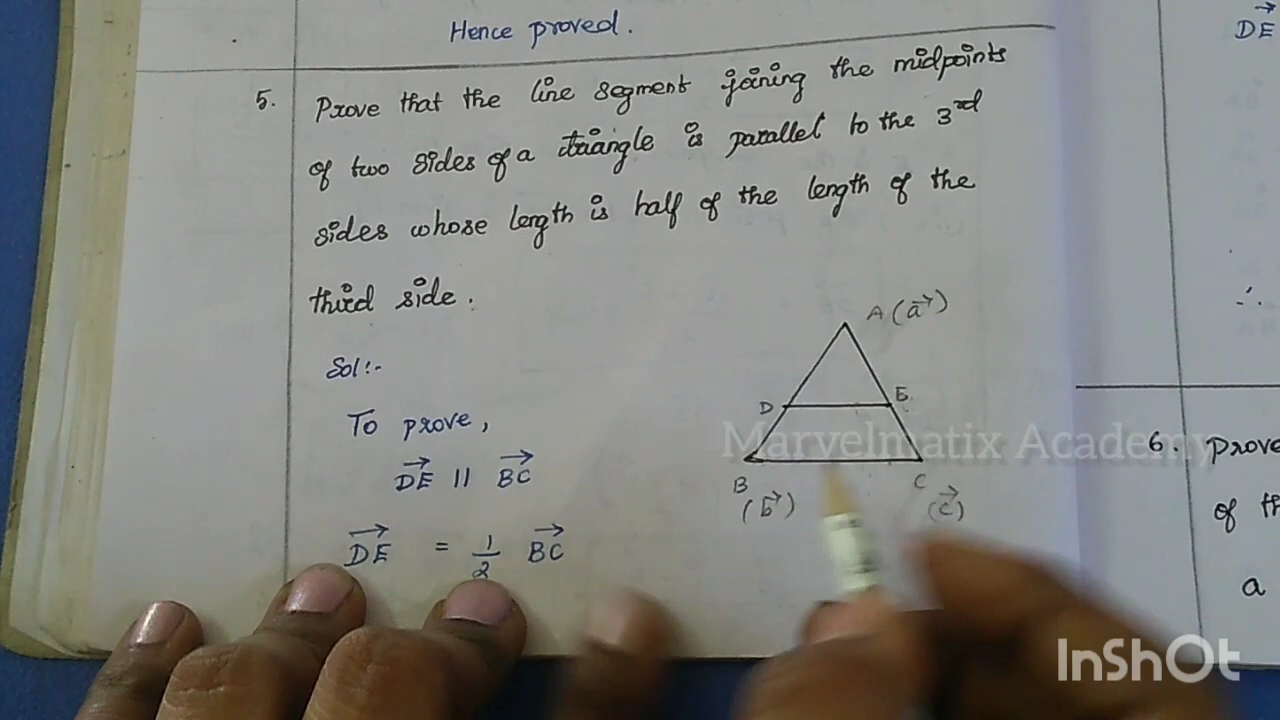 Hence proved.
5. Prove that the line segment joining the midpoints
of two sides of a triangle is parallel to the 3rd
sides whose length is half of the length of the
third side.
Sol:-
To prove,
DE→ || BC→
DE→ = 1/2 BC→
A (a→)
D E
B C
(b→) (c→)
Marvelmatix Academy
DE→
∴
6. Prove
of th
a
InShOt